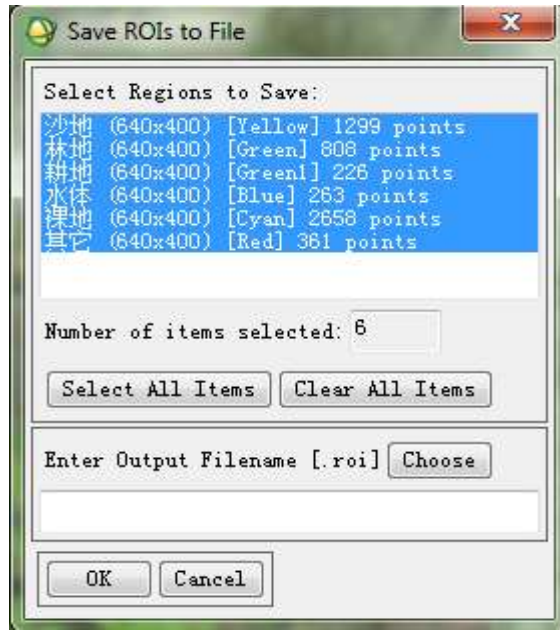 Save ROIs to File
Select Regions to Save:
沙地 (640x400) [Yellow] 1299 points
林地 (640x400) [Green] 808 points
耕地 (640x400) [Green1] 226 points
水体 (640x400) [Blue] 263 points
裸地 (640x400) [Cyan] 2658 points
其它 (640x400) [Red] 361 points
Number of items selected: 6
Select All Items Clear All Items
Enter Output Filename [.roi] Choose
OK Cancel